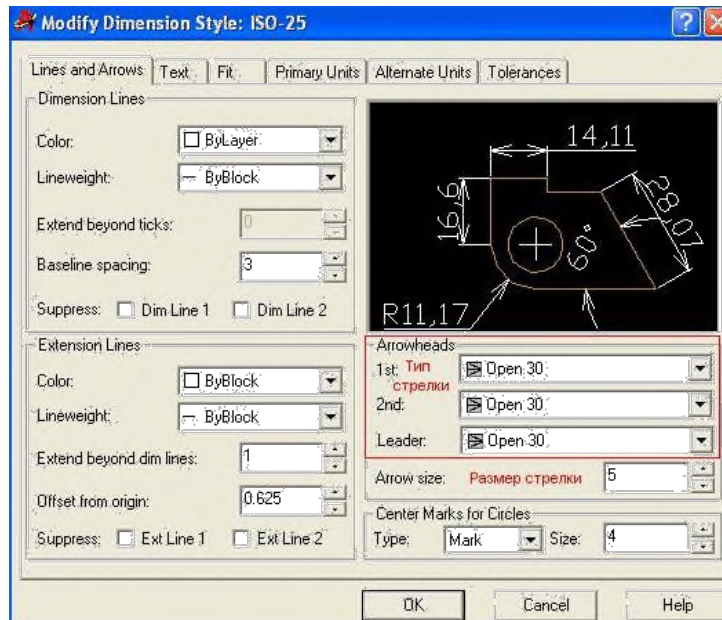 Modify Dimension Style: ISO-25
Lines and Arrows Text Fit Primary Units Alternate Units Tolerances
Dimension Lines
Color: ByLayer
Lineweight: ByBlock
Extend beyond ticks: 0
Baseline spacing: 3
Suppress: Dim Line 1 Dim Line 2
14,11
16,6
28,07
60°
R11,17
Extension Lines
Color: ByBlock
Lineweight: ByBlock
Extend beyond dim lines: 1
Offset from origin: 0.625
Suppress: Ext Line 1 Ext Line 2
Arrowheads
1st: Тип стрелки Open 30
2nd: Open 30
Leader: Open 30
Arrow size: Размер стрелки 5
Center Marks for Circles
Type: Mark Size: 4
OK Cancel Help